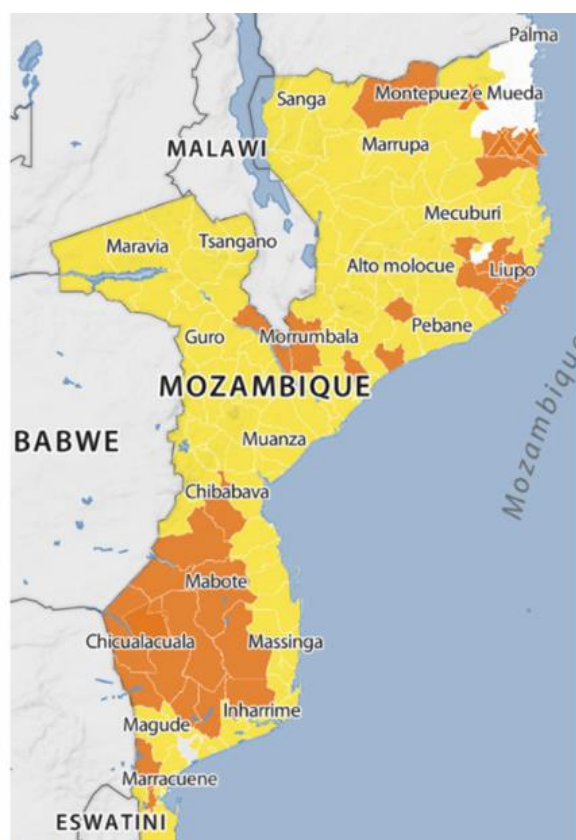 Palma
Sanga
Montepuez e Mueda
MALAWI
Marrupa
Mecuburi
Tsangano
Maravia
Alto molocue
Liupo
Guro
Morrumbala
Pebane
MOZAMBIQUE
BABWE
Muanza
Mozambique
Chibabava
Mabote
Chicualacuala
Massinga
Inharrime
Magude
Marracuene
ESWATINI